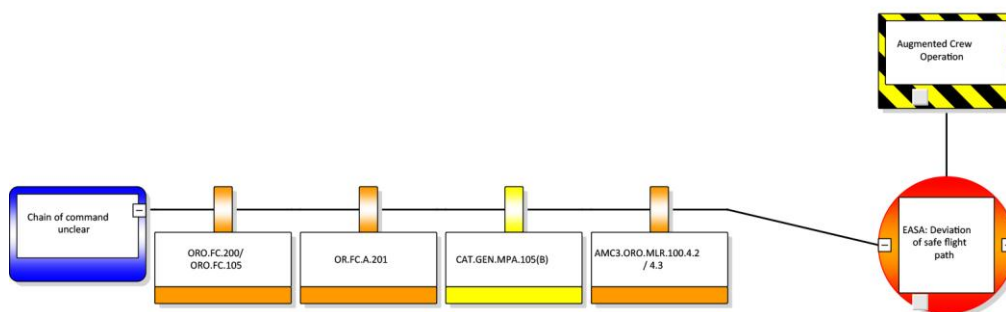 Augmented Crew
Operation
Chain of command
unclear
ORO.FC.200/
ORO.FC.105
OR.FC.A.201
CAT.GEN.MPA.105(B)
AMC3.ORO.MLR.100.4.2
/ 4.3
EASA: Deviation
of safe flight
path